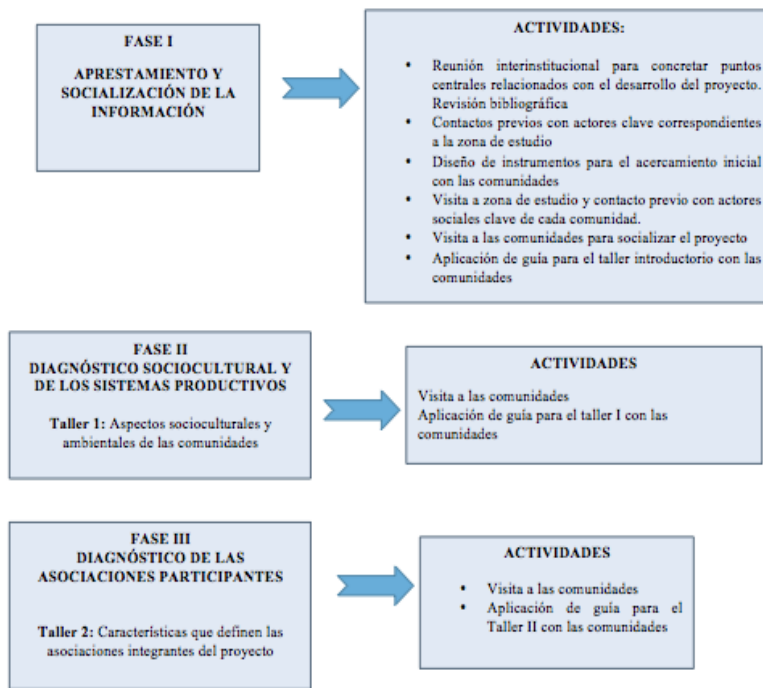 FASE I
APRESTAMIENTO Y
SOCIALIZACIÓN DE LA
INFORMACIÓN
ACTIVIDADES:
• Reunión interinstitucional para concretar puntos
centrales relacionados con el desarrollo del proyecto.
Revisión bibliográfica
• Contactos previos con actores clave correspondientes
a la zona de estudio
• Diseño de instrumentos para el acercamiento inicial
con las comunidades
• Visita a zona de estudio y contacto previo con actores
sociales clave de cada comunidad.
• Visita a las comunidades para socializar el proyecto
• Aplicación de guía para el taller introductorio con las
comunidades
FASE II
DIAGNÓSTICO SOCIOCULTURAL Y
DE LOS SISTEMAS PRODUCTIVOS
Taller 1: Aspectos socioculturales y
ambientales de las comunidades
ACTIVIDADES
Visita a las comunidades
Aplicación de guía para el taller I con las
comunidades
FASE III
DIAGNÓSTICO DE LAS
ASOCIACIONES PARTICIPANTES
Taller 2: Características que definen las
asociaciones integrantes del proyecto
ACTIVIDADES
• Visita a las comunidades
• Aplicación de guía para el
Taller II con las comunidades